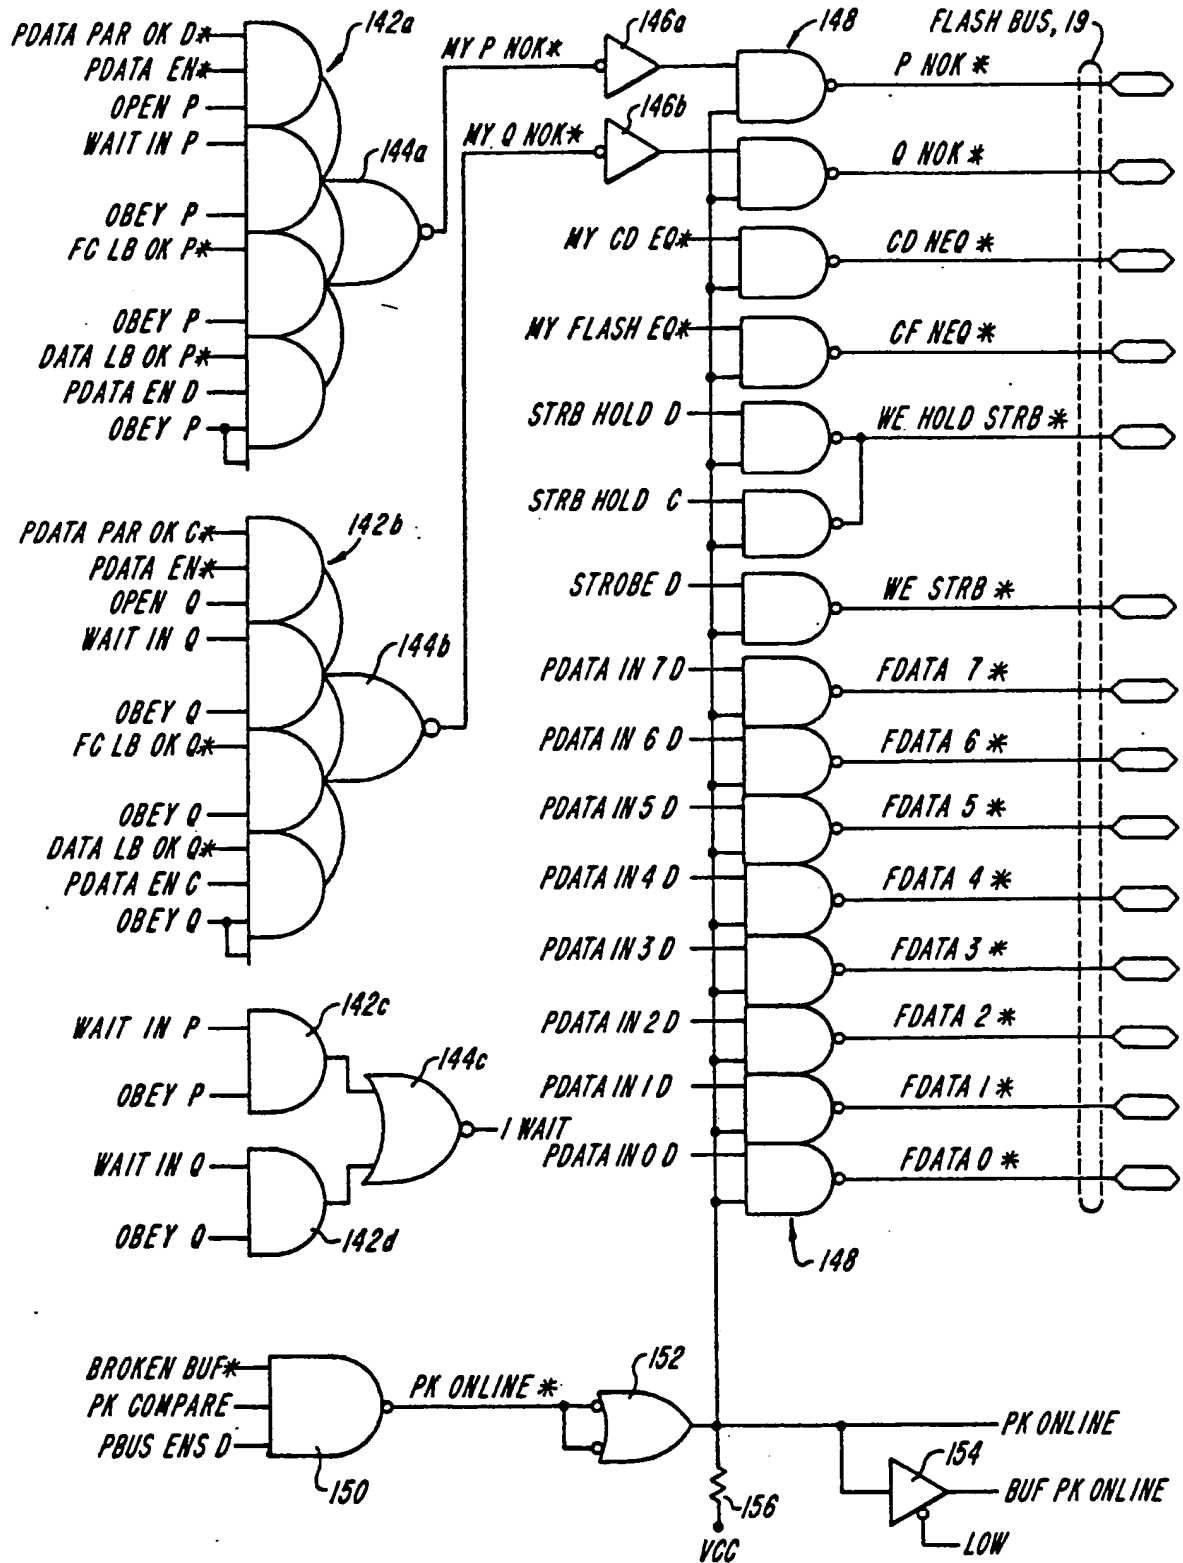 142a
PDATA PAR OK D*
PDATA EN*
OPEN P
WAIT IN P
144a
OBEY P
FC LB OK P*
OBEY P
DATA LB OK P*
PDATA EN D
OBEY P
PDATA PAR OK C*
142b
PDATA EN*
OPEN Q
WAIT IN Q
144b
OBEY Q
FC LB OK Q*
OBEY Q
DATA LB OK Q*
PDATA EN C
OBEY Q
142c
WAIT IN P
144c
OBEY P
I WAIT
WAIT IN Q
OBEY Q
142d
MY P NOK*
146a
148
FLASH BUS, 19
P NOK *
MY Q NOK*
146b
Q NOK *
MY CD EQ*
CD NEQ *
MY FLASH EQ*
CF NEQ *
STRB HOLD D
WE HOLD STRB *
STRB HOLD C
STROBE D
WE STRB *
PDATA IN 7 D
FDATA 7 *
PDATA IN 6 D
FDATA 6 *
PDATA IN 5 D
FDATA 5 *
PDATA IN 4 D
FDATA 4 *
PDATA IN 3 D
FDATA 3 *
PDATA IN 2 D
FDATA 2 *
PDATA IN 1 D
FDATA 1 *
PDATA IN 0 D
FDATA 0 *
148
BROKEN BUF*
PK COMPARE
PBUS ENS D
150
PK ONLINE *
152
PK ONLINE
154
156
BUF PK ONLINE
LOW
VCC